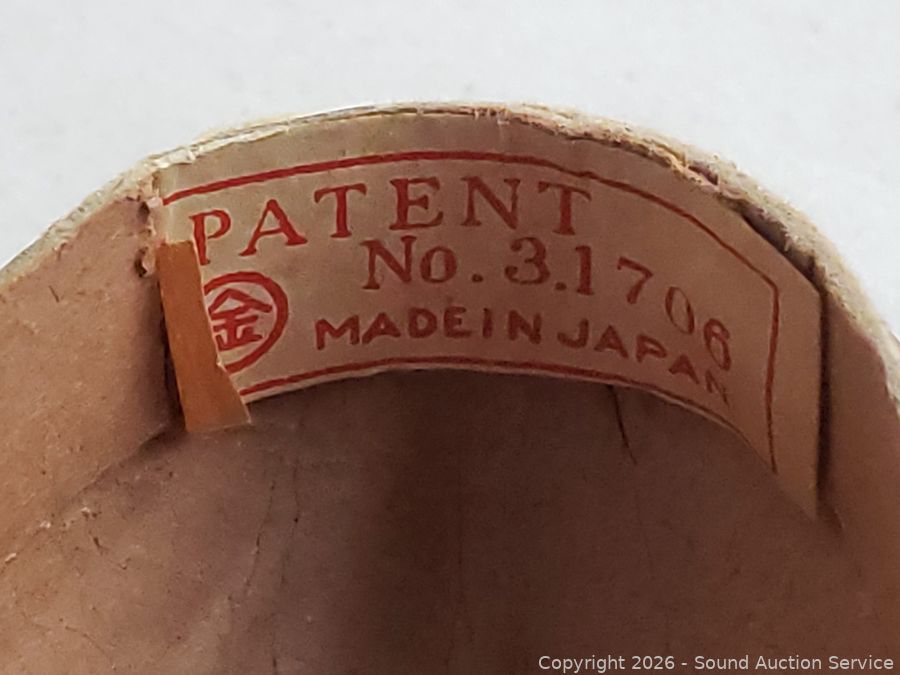 PATENT
No. 3.1706
金
MADE IN JAPAN
Copyright 2026 - Sound Auction Service